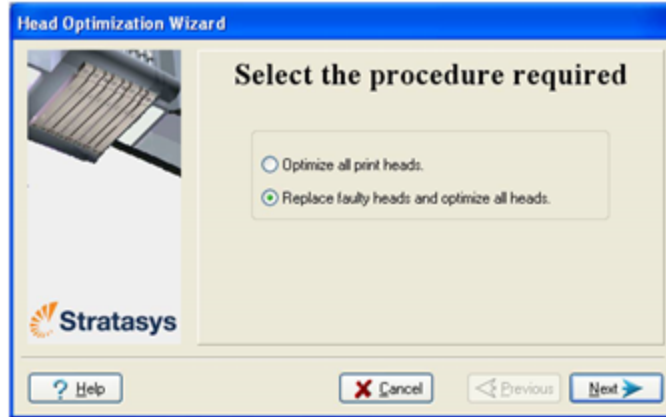 Head Optimization Wizard
Select the procedure required
Optimize all print heads.
Replace faulty heads and optimize all heads.
Stratasys
? Help
Cancel
Previous
Next